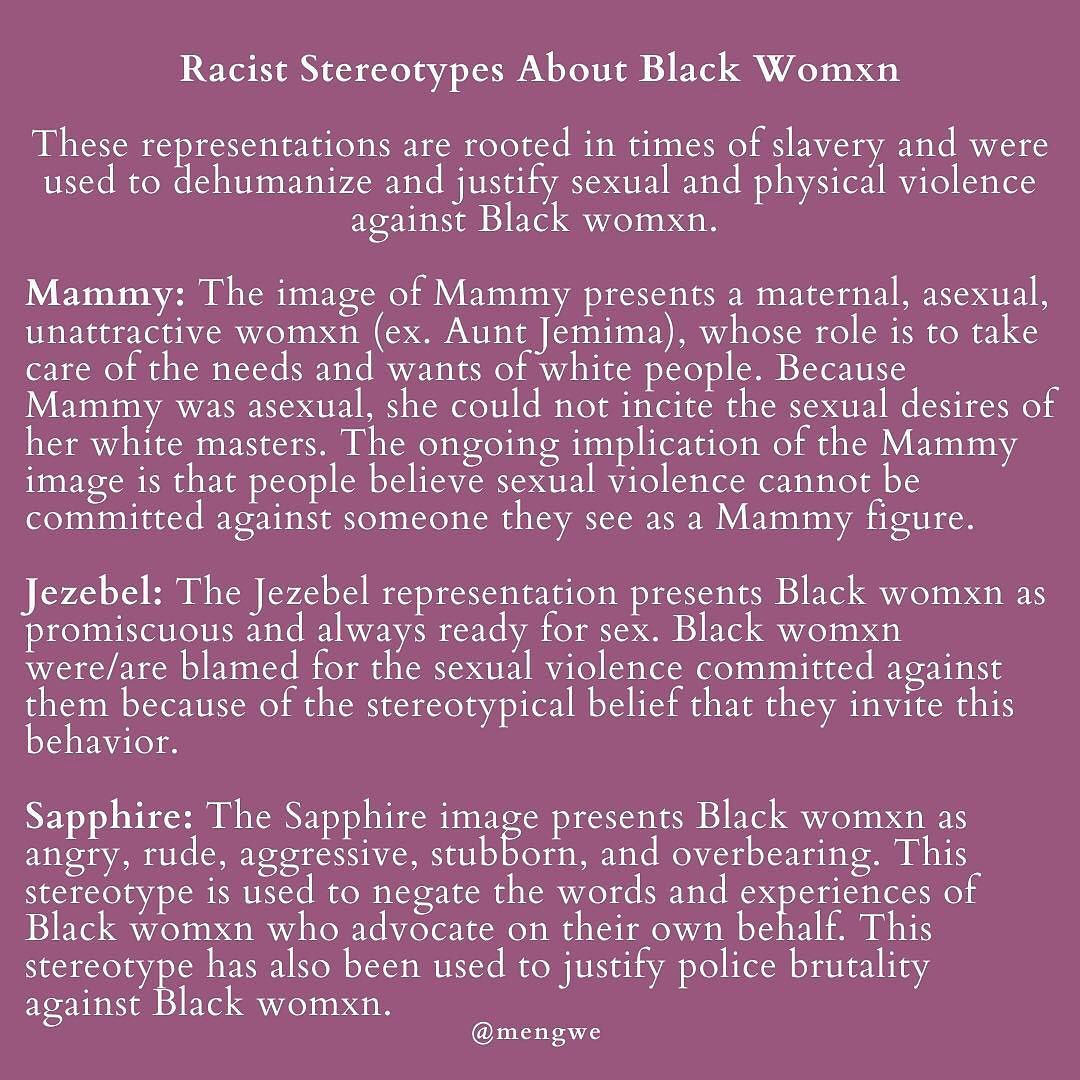 Racist Stereotypes About Black Womxn
These representations are rooted in times of slavery and were
used to dehumanize and justify sexual and physical violence
against Black womxn.
Mammy: The image of Mammy presents a maternal, asexual,
unattractive womxn (ex. Aunt Jemima), whose role is to take
care of the needs and wants of white people. Because
Mammy was asexual, she could not incite the sexual desires of
her white masters. The ongoing implication of the Mammy
image is that people believe sexual violence cannot be
committed against someone they see as a Mammy figure.
Jezebel: The Jezebel representation presents Black womxn as
promiscuous and always ready for sex. Black womxn
were/are blamed for the sexual violence committed against
them because of the stereotypical belief that they invite this
behavior.
Sapphire: The Sapphire image presents Black womxn as
angry, rude, aggressive, stubborn, and overbearing. This
stereotype is used to negate the words and experiences of
Black womxn who advocate on their own behalf. This
stereotype has also been used to justify police brutality
against Black womxn.
@mengwe